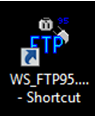 FTP
WS_FTP95....
- Shortcut